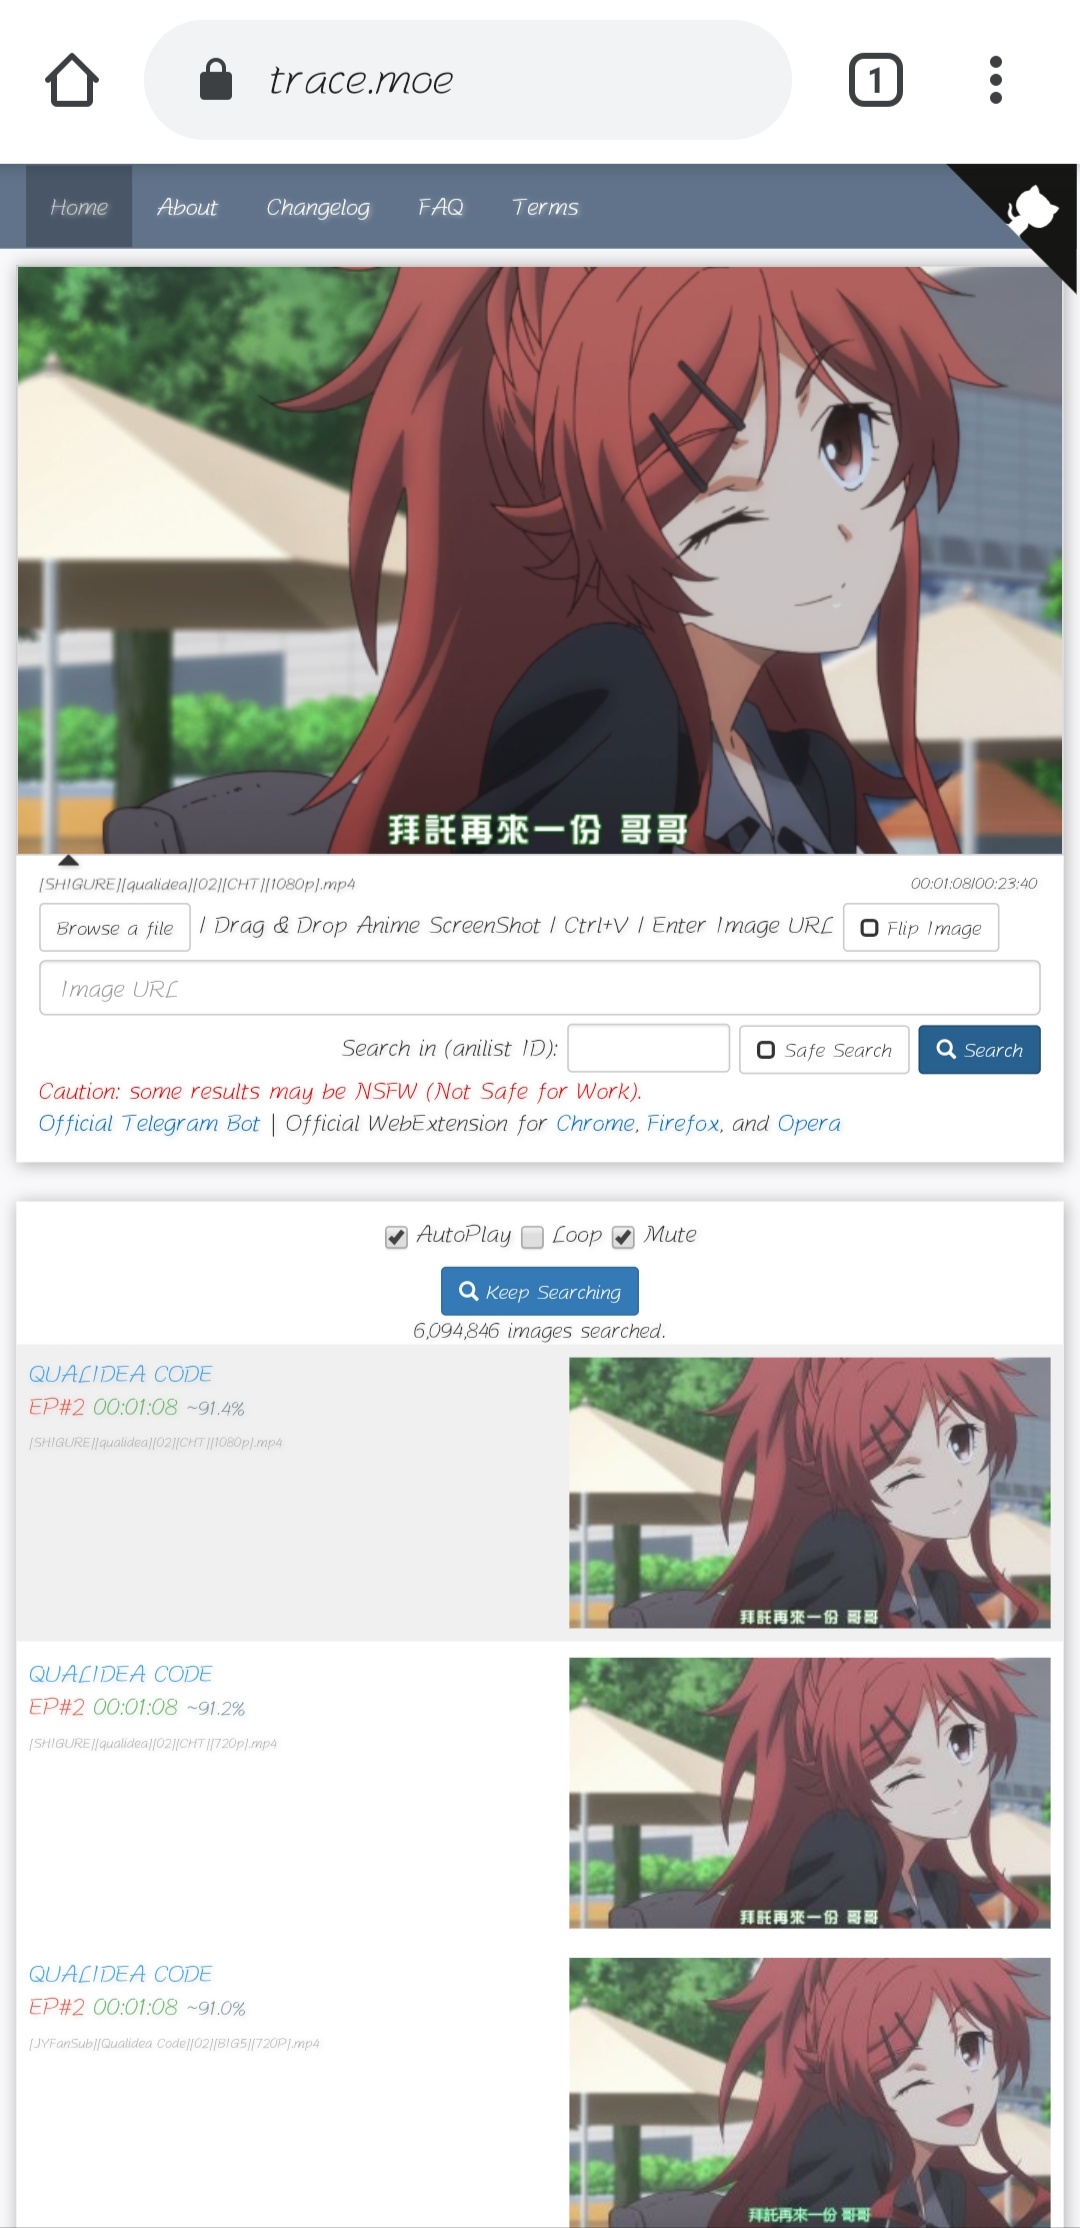 trace.moe
1
Home About Changelog FAQ Terms
拜託再來一份 哥哥
[SHIGURE][qualidea][02][CHT][1080p].mp4 00:01:08/00:23:40
Browse a file / Drag & Drop Anime ScreenShot / Ctrl+V / Enter Image URL Flip Image
Image URL
Search in (anilist ID): Safe Search Search
Caution: some results may be NSFW (Not Safe for Work).
Official Telegram Bot | Official WebExtension for Chrome, Firefox, and Opera
AutoPlay Loop Mute
Keep Searching
6,094,846 images searched.
QUALIDEA CODE
EP#2 00:01:08 ~91.4%
[SHIGURE][qualidea][02][CHT][1080p].mp4
拜託再來一份 哥哥
QUALIDEA CODE
EP#2 00:01:08 ~91.2%
[SHIGURE][qualidea][02][CHT][720p].mp4
拜託再來一份 哥哥
QUALIDEA CODE
EP#2 00:01:08 ~91.0%
[JYFanSub][Qualidea Code][02][BIG5][720P].mp4
拜託再來一份 哥哥